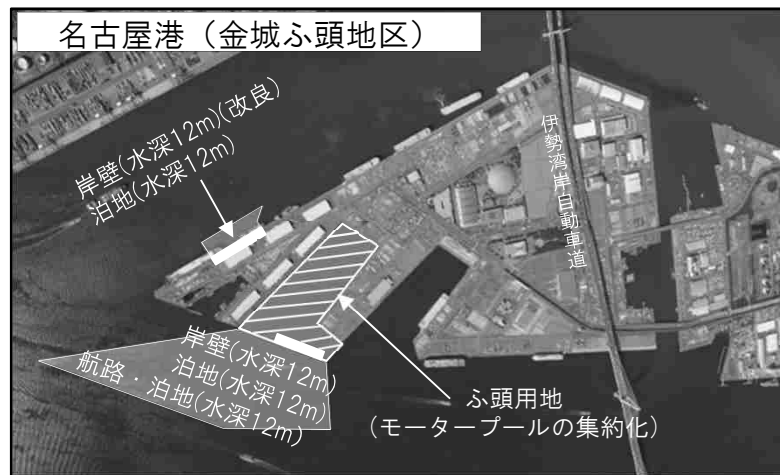 名古屋港（金城ふ頭地区）
岸壁(水深12m)(改良)
泊地(水深12m)
伊勢湾岸自動車道
岸壁(水深12m)
泊地(水深12m)
航路・泊地(水深12m)
ふ頭用地
(モータープールの集約化)